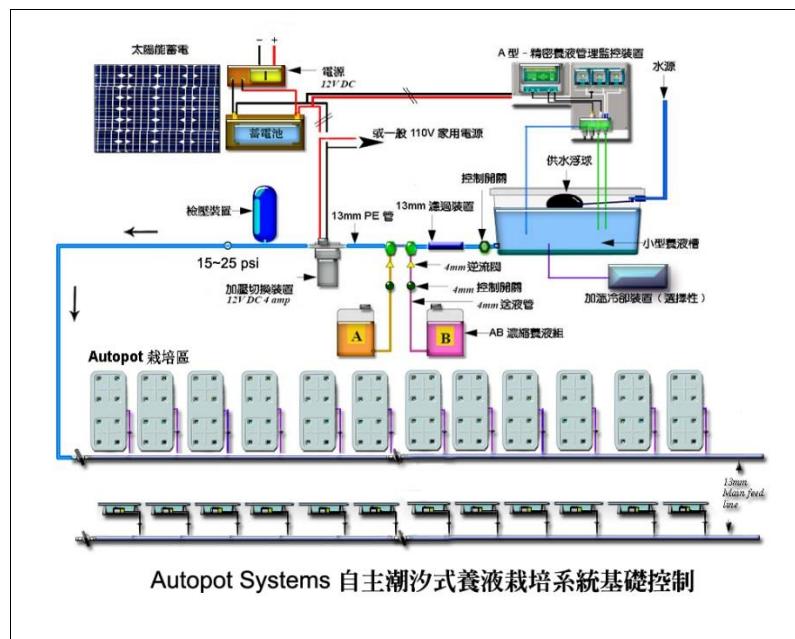 太陽能蓄電
− +
電源
12V DC
蓄電池
A 型 - 精密養液管理監控裝置
水源
或一般 110V 家用電源
供水浮球
控制開關
檢壓裝置
13mm PE 管
13mm 濾過裝置
小型養液槽
15~25 psi
加壓切換裝置
12V DC 4 amp
4mm 逆流閥
4mm 控制開關
4mm 送液管
加溫冷卻裝置(選擇性)
A
B
AB 濃縮養液組
Autopot 栽培區
13mm
Main feed
line
Autopot Systems 自主潮汐式養液栽培系統基礎控制